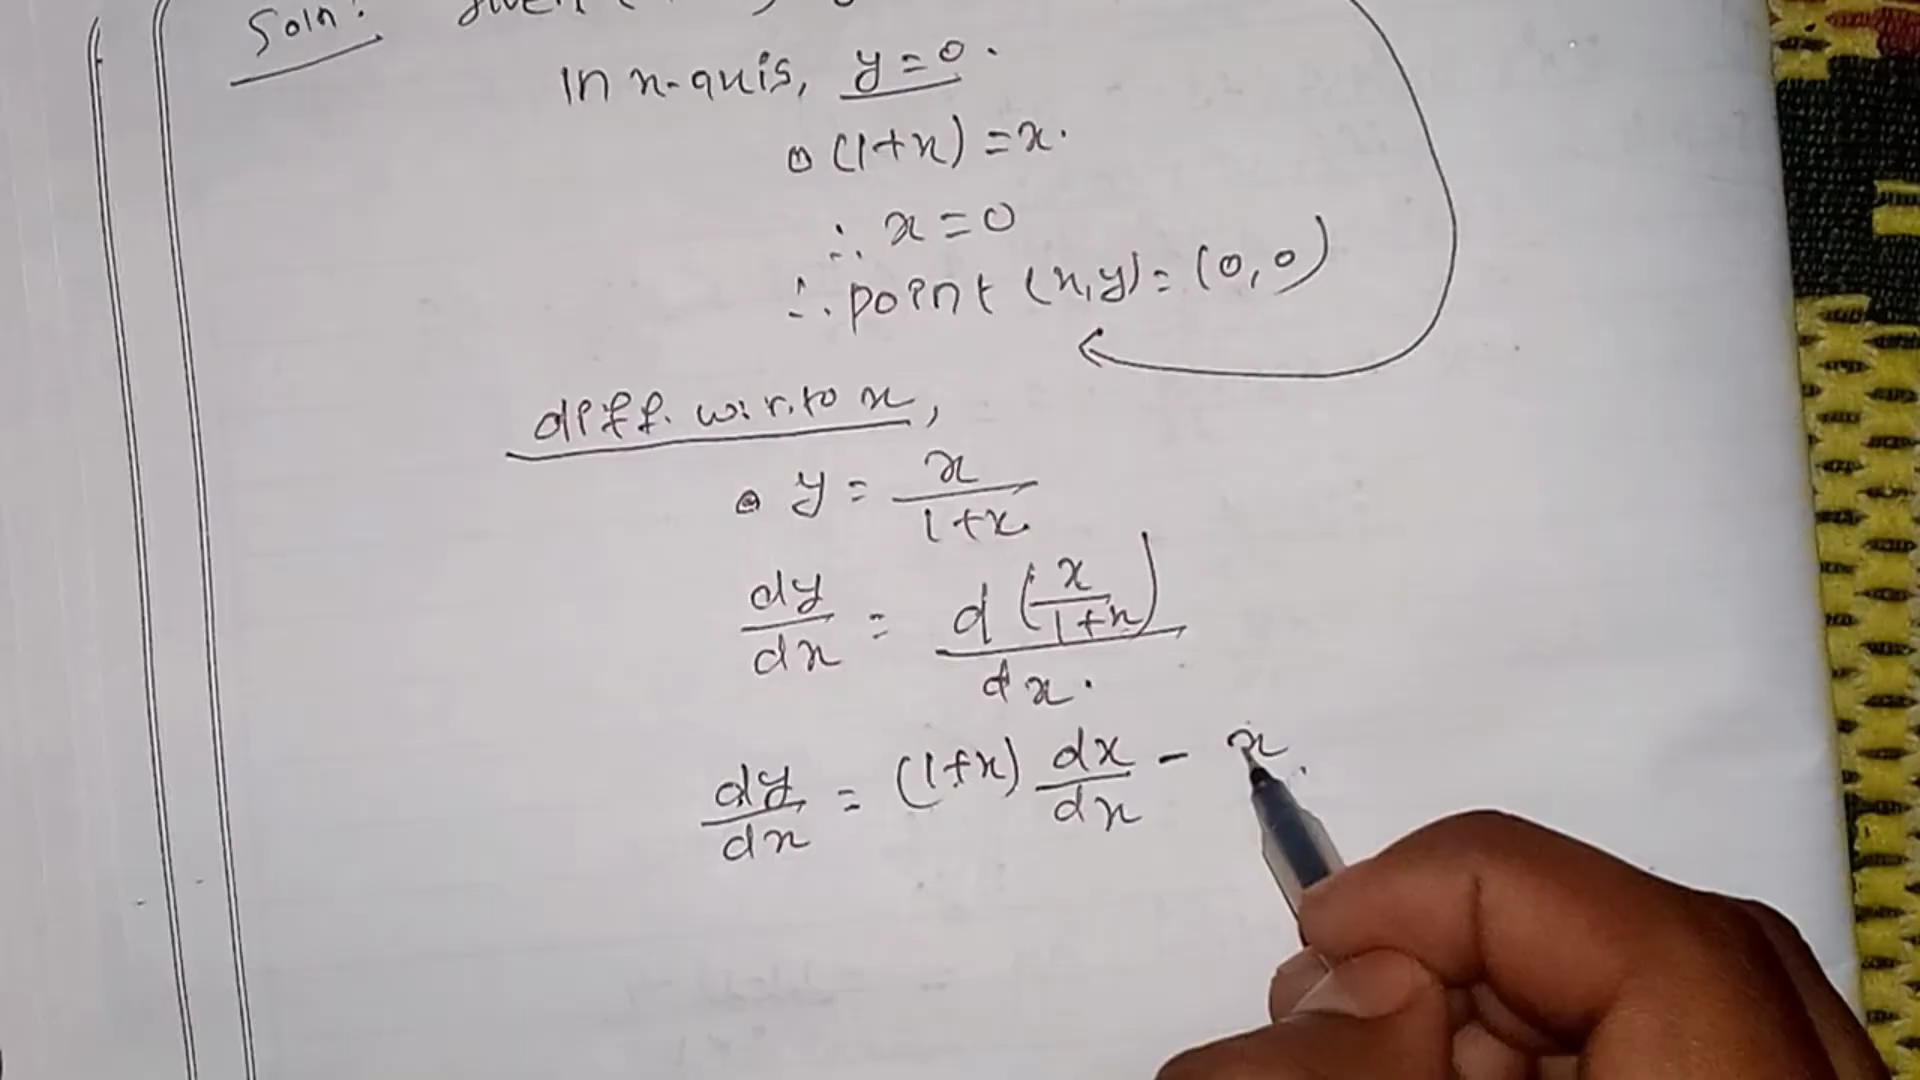 Soln:
In x-axis, y=0.
0(1+x)=x.
∴ x=0
∴ point (x,y)=(0,0)
diff. w.r.to x,
y = x/1+x
dy/dx = d(x/1+x)/dx.
dy/dx = (1+x) dx/dx - x